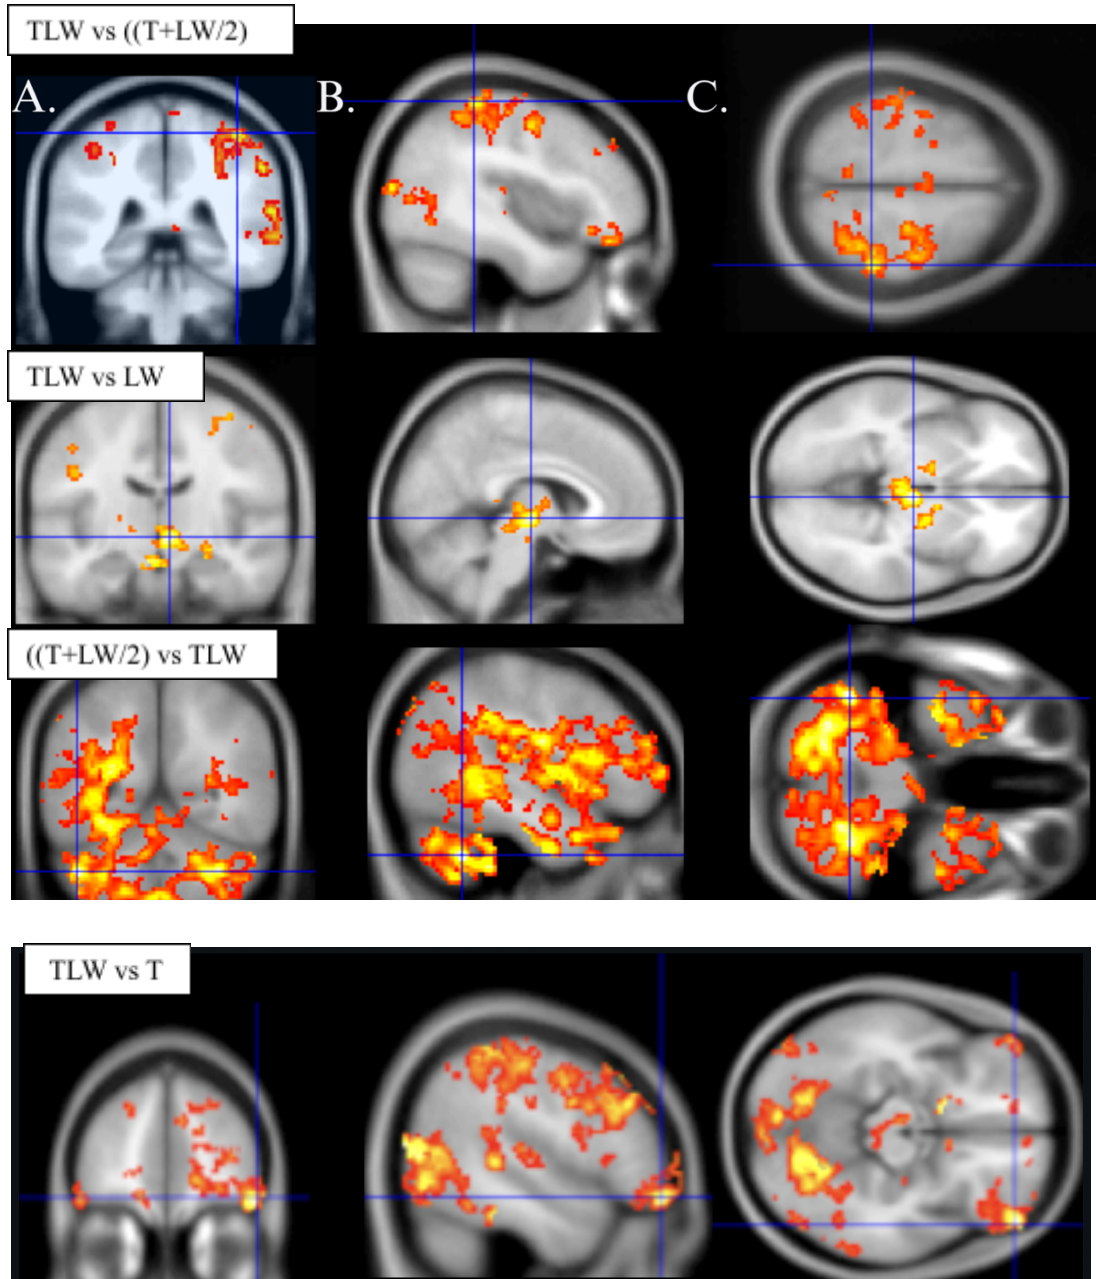 TLW vs ((T+LW/2)
A.
B.
C.
TLW vs LW
((T+LW/2) vs TLW
TLW vs T